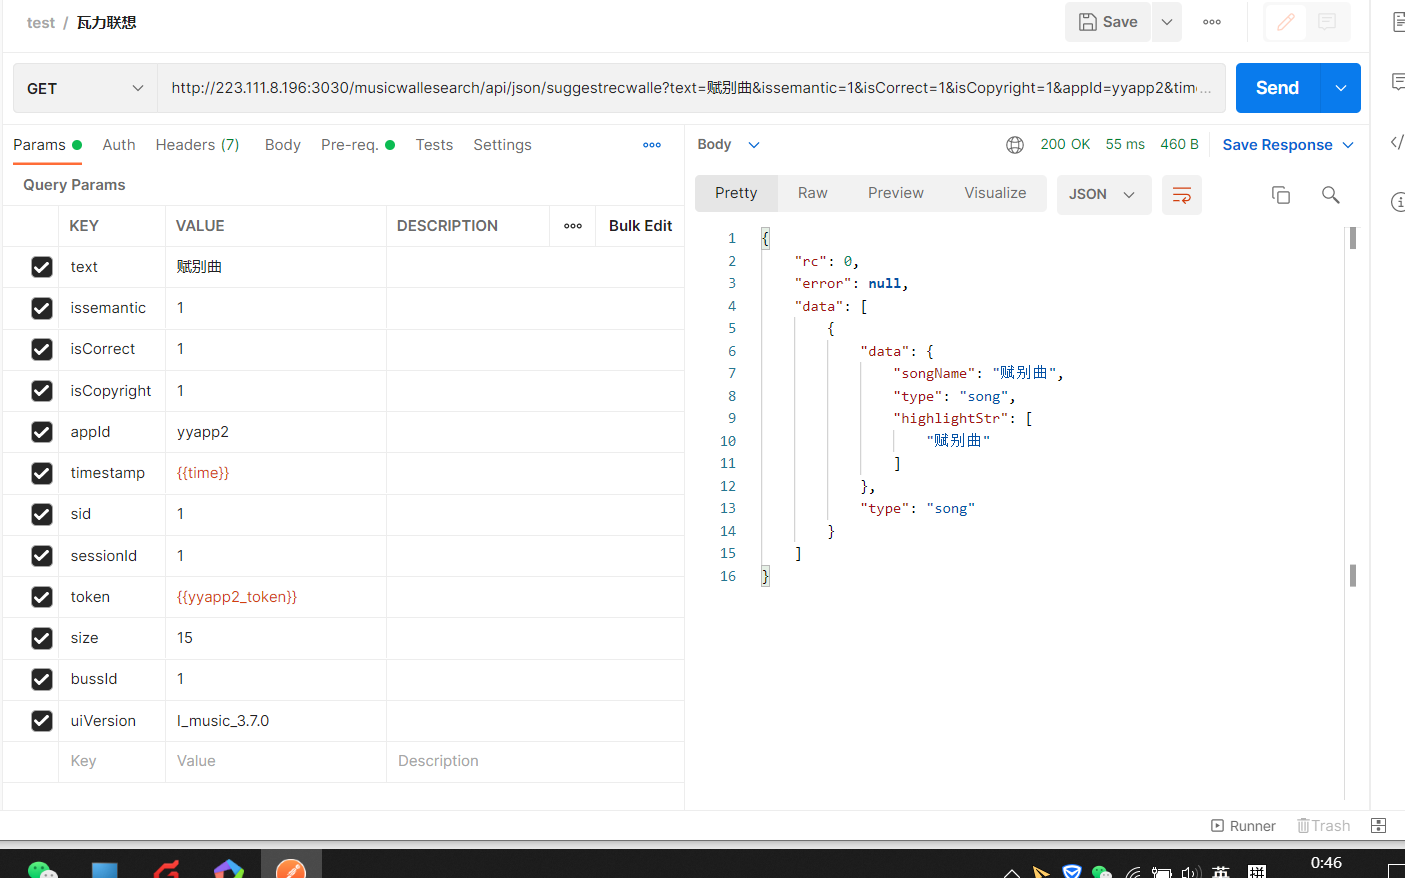 test / 瓦力联想
Save
GET
http://223.111.8.196:3030/musicwallesearch/api/json/suggestrecwalle?text=赋别曲&issemantic=1&isCorrect=1&isCopyright=1&appId=yyapp2&tim...
Send
Params Auth Headers (7) Body Pre-req. Tests Settings
Body 200 OK 55 ms 460 B Save Response
Query Params
Pretty Raw Preview Visualize JSON
KEY VALUE DESCRIPTION Bulk Edit
text 赋别曲
issemantic 1
isCorrect 1
isCopyright 1
appId yyapp2
timestamp {{time}}
sid 1
sessionId 1
token {{yyapp2_token}}
size 15
bussId 1
uiVersion I_music_3.7.0
Key Value Description
1 {
2 "rc": 0,
3 "error": null,
4 "data": [
5 {
6 "data": {
7 "songName": "赋别曲",
8 "type": "song",
9 "highlightStr": [
10 "赋别曲"
11 ]
12 },
13 "type": "song"
14 }
15 ]
16 }
Runner Trash
英 拼 0:46